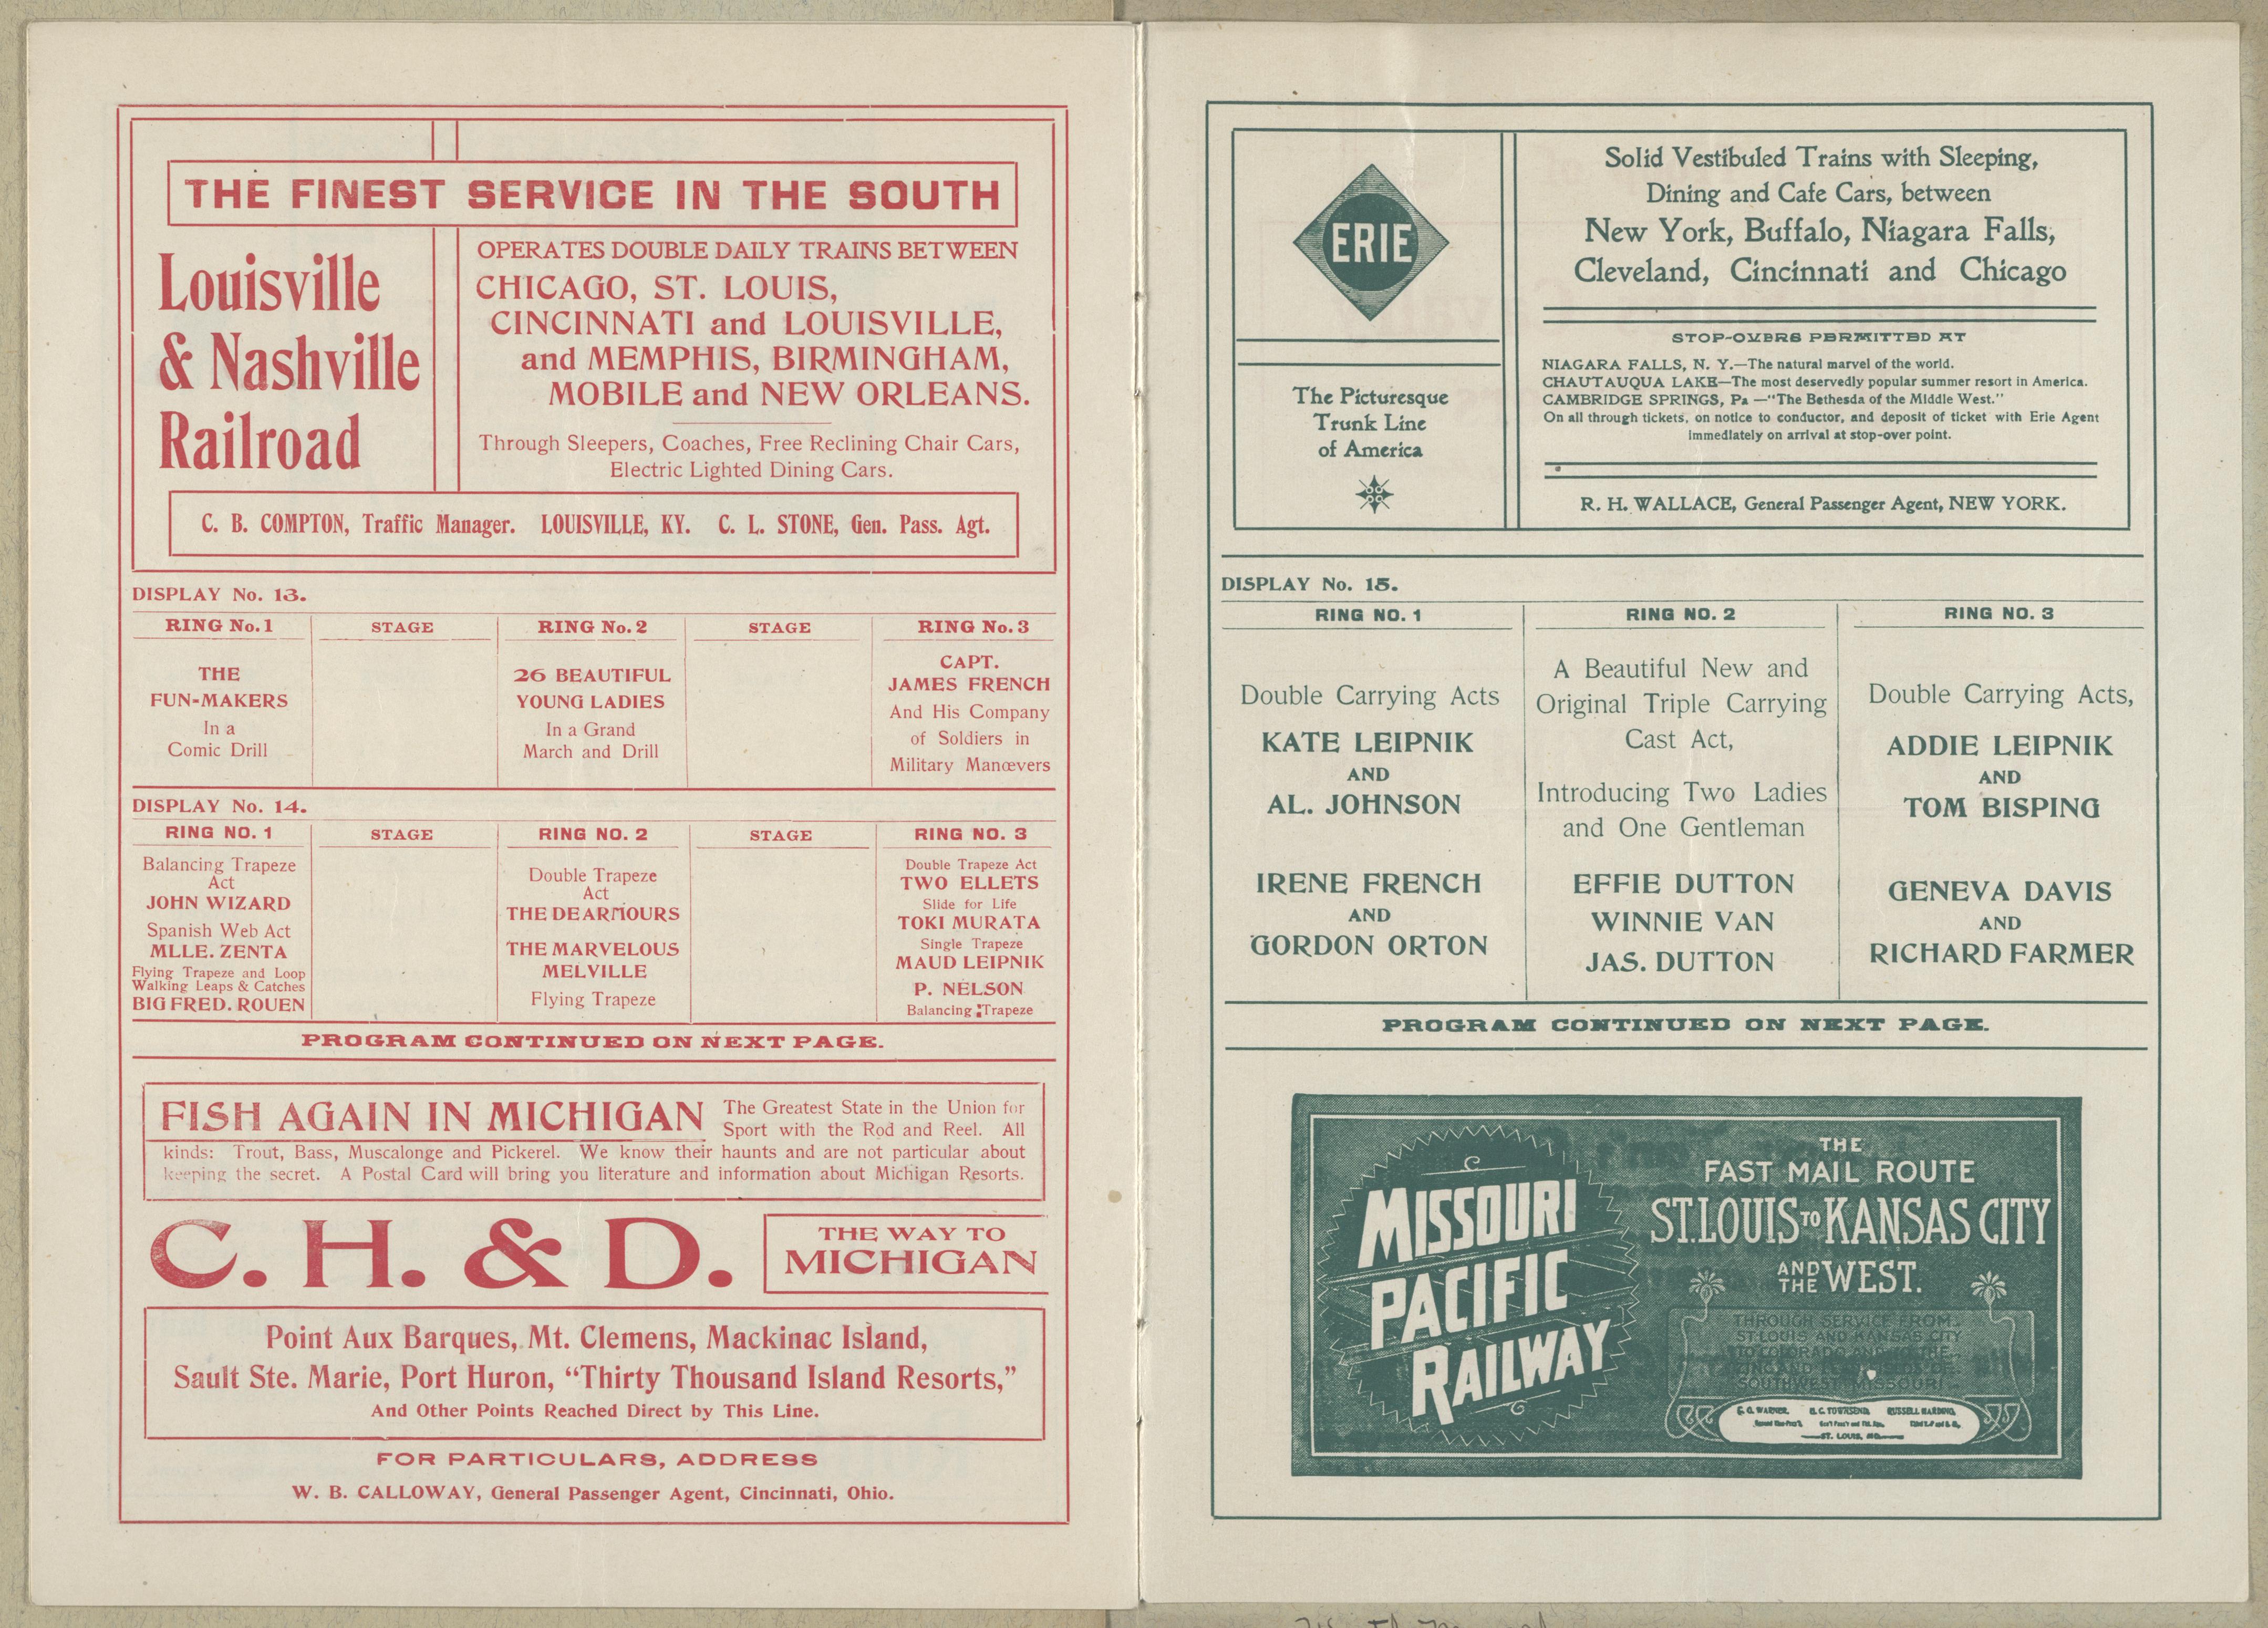 THE FINEST SERVICE IN THE SOUTH
Louisville
& Nashville
Railroad
OPERATES DOUBLE DAILY TRAINS BETWEEN
CHICAGO, ST. LOUIS,
CINCINNATI and LOUISVILLE,
and MEMPHIS, BIRMINGHAM,
MOBILE and NEW ORLEANS.
Through Sleepers, Coaches, Free Reclining Chair Cars,
Electric Lighted Dining Cars.
C. B. COMPTON, Traffic Manager. LOUISVILLE, KY. C. L. STONE, Gen. Pass. Agt.
DISPLAY No. 13.
RING No. 1
THE
FUN-MAKERS
In a
Comic Drill
STAGE
RING No. 2
26 BEAUTIFUL
YOUNG LADIES
In a Grand
March and Drill
STAGE
RING No. 3
CAPT.
JAMES FRENCH
And His Company
of Soldiers in
Military Manœvers
DISPLAY No. 14.
RING NO. 1
Balancing Trapeze
Act
JOHN WIZARD
Spanish Web Act
MLLE. ZENTA
Flying Trapeze and Loop
Walking Leaps & Catches
BIG FRED. ROUEN
STAGE
RING NO. 2
Double Trapeze
Act
THE DEARMOURS
THE MARVELOUS
MELVILLE
Flying Trapeze
STAGE
RING NO. 3
Double Trapeze Act
TWO ELLETS
Slide for Life
TOKI MURATA
Single Trapeze
MAUD LEIPNIK
P. NELSON
Balancing Trapeze
PROGRAM CONTINUED ON NEXT PAGE.
FISH AGAIN IN MICHIGAN The Greatest State in the Union for
Sport with the Rod and Reel. All
kinds: Trout, Bass, Muscalonge and Pickerel. We know their haunts and are not particular about
keeping the secret. A Postal Card will bring you literature and information about Michigan Resorts.
C. H. & D.
THE WAY TO
MICHIGAN
Point Aux Barques, Mt. Clemens, Mackinac Island,
Sault Ste. Marie, Port Huron, “Thirty Thousand Island Resorts,”
And Other Points Reached Direct by This Line.
FOR PARTICULARS, ADDRESS
W. B. CALLOWAY, General Passenger Agent, Cincinnati, Ohio.
ERIE
The Picturesque
Trunk Line
of America
Solid Vestibuled Trains with Sleeping,
Dining and Cafe Cars, between
New York, Buffalo, Niagara Falls,
Cleveland, Cincinnati and Chicago
STOP-OVERS PERMITTED AT
NIAGARA FALLS, N. Y.—The natural marvel of the world.
CHAUTAUQUA LAKE—The most deservedly popular summer resort in America.
CAMBRIDGE SPRINGS, Pa —“The Bethesda of the Middle West.”
On all through tickets, on notice to conductor, and deposit of ticket with Erie Agent
immediately on arrival at stop-over point.
R. H. WALLACE, General Passenger Agent, NEW YORK.
DISPLAY No. 15.
RING NO. 1
Double Carrying Acts
KATE LEIPNIK
AND
AL. JOHNSON
IRENE FRENCH
AND
GORDON ORTON
RING NO. 2
A Beautiful New and
Original Triple Carrying
Cast Act,
Introducing Two Ladies
and One Gentleman
EFFIE DUTTON
WINNIE VAN
JAS. DUTTON
RING NO. 3
Double Carrying Acts,
ADDIE LEIPNIK
AND
TOM BISPING
GENEVA DAVIS
AND
RICHARD FARMER
PROGRAM CONTINUED ON NEXT PAGE.
MISSOURI
PACIFIC
RAILWAY
THE
FAST MAIL ROUTE
ST. LOUIS TO KANSAS CITY
AND THE WEST.
THROUGH SERVICE FROM
ST LOUIS AND KANSAS CITY
TO COLORADO AND THE
ZINC AND LEAD FIELDS OF
SOUTHWEST MISSOURI
C. G. WARNER. H. C. TOWNSEND. RUSSELL HARDING.
ST. LOUIS, MO.